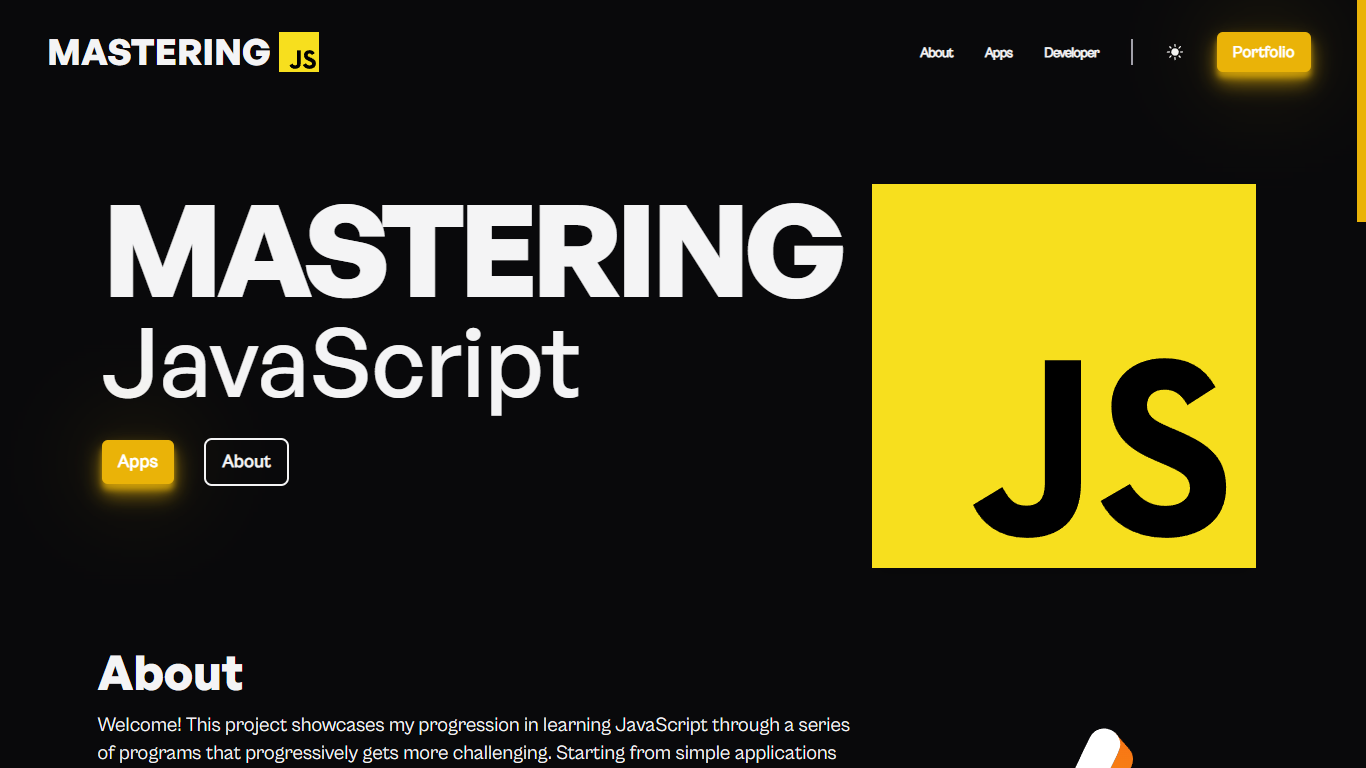 MASTERING JS
About Apps Developer Portfolio
MASTERING
JavaScript
JS
Apps About
About
Welcome! This project showcases my progression in learning JavaScript through a series
of programs that progressively gets more challenging. Starting from simple applications